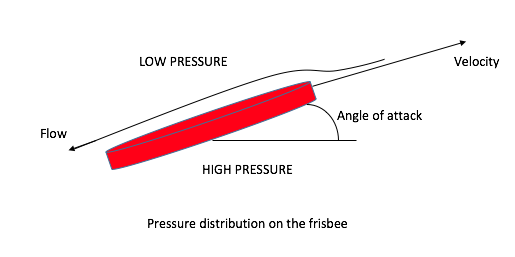 LOW PRESSURE
Velocity
Angle of attack
Flow
HIGH PRESSURE
Pressure distribution on the frisbee